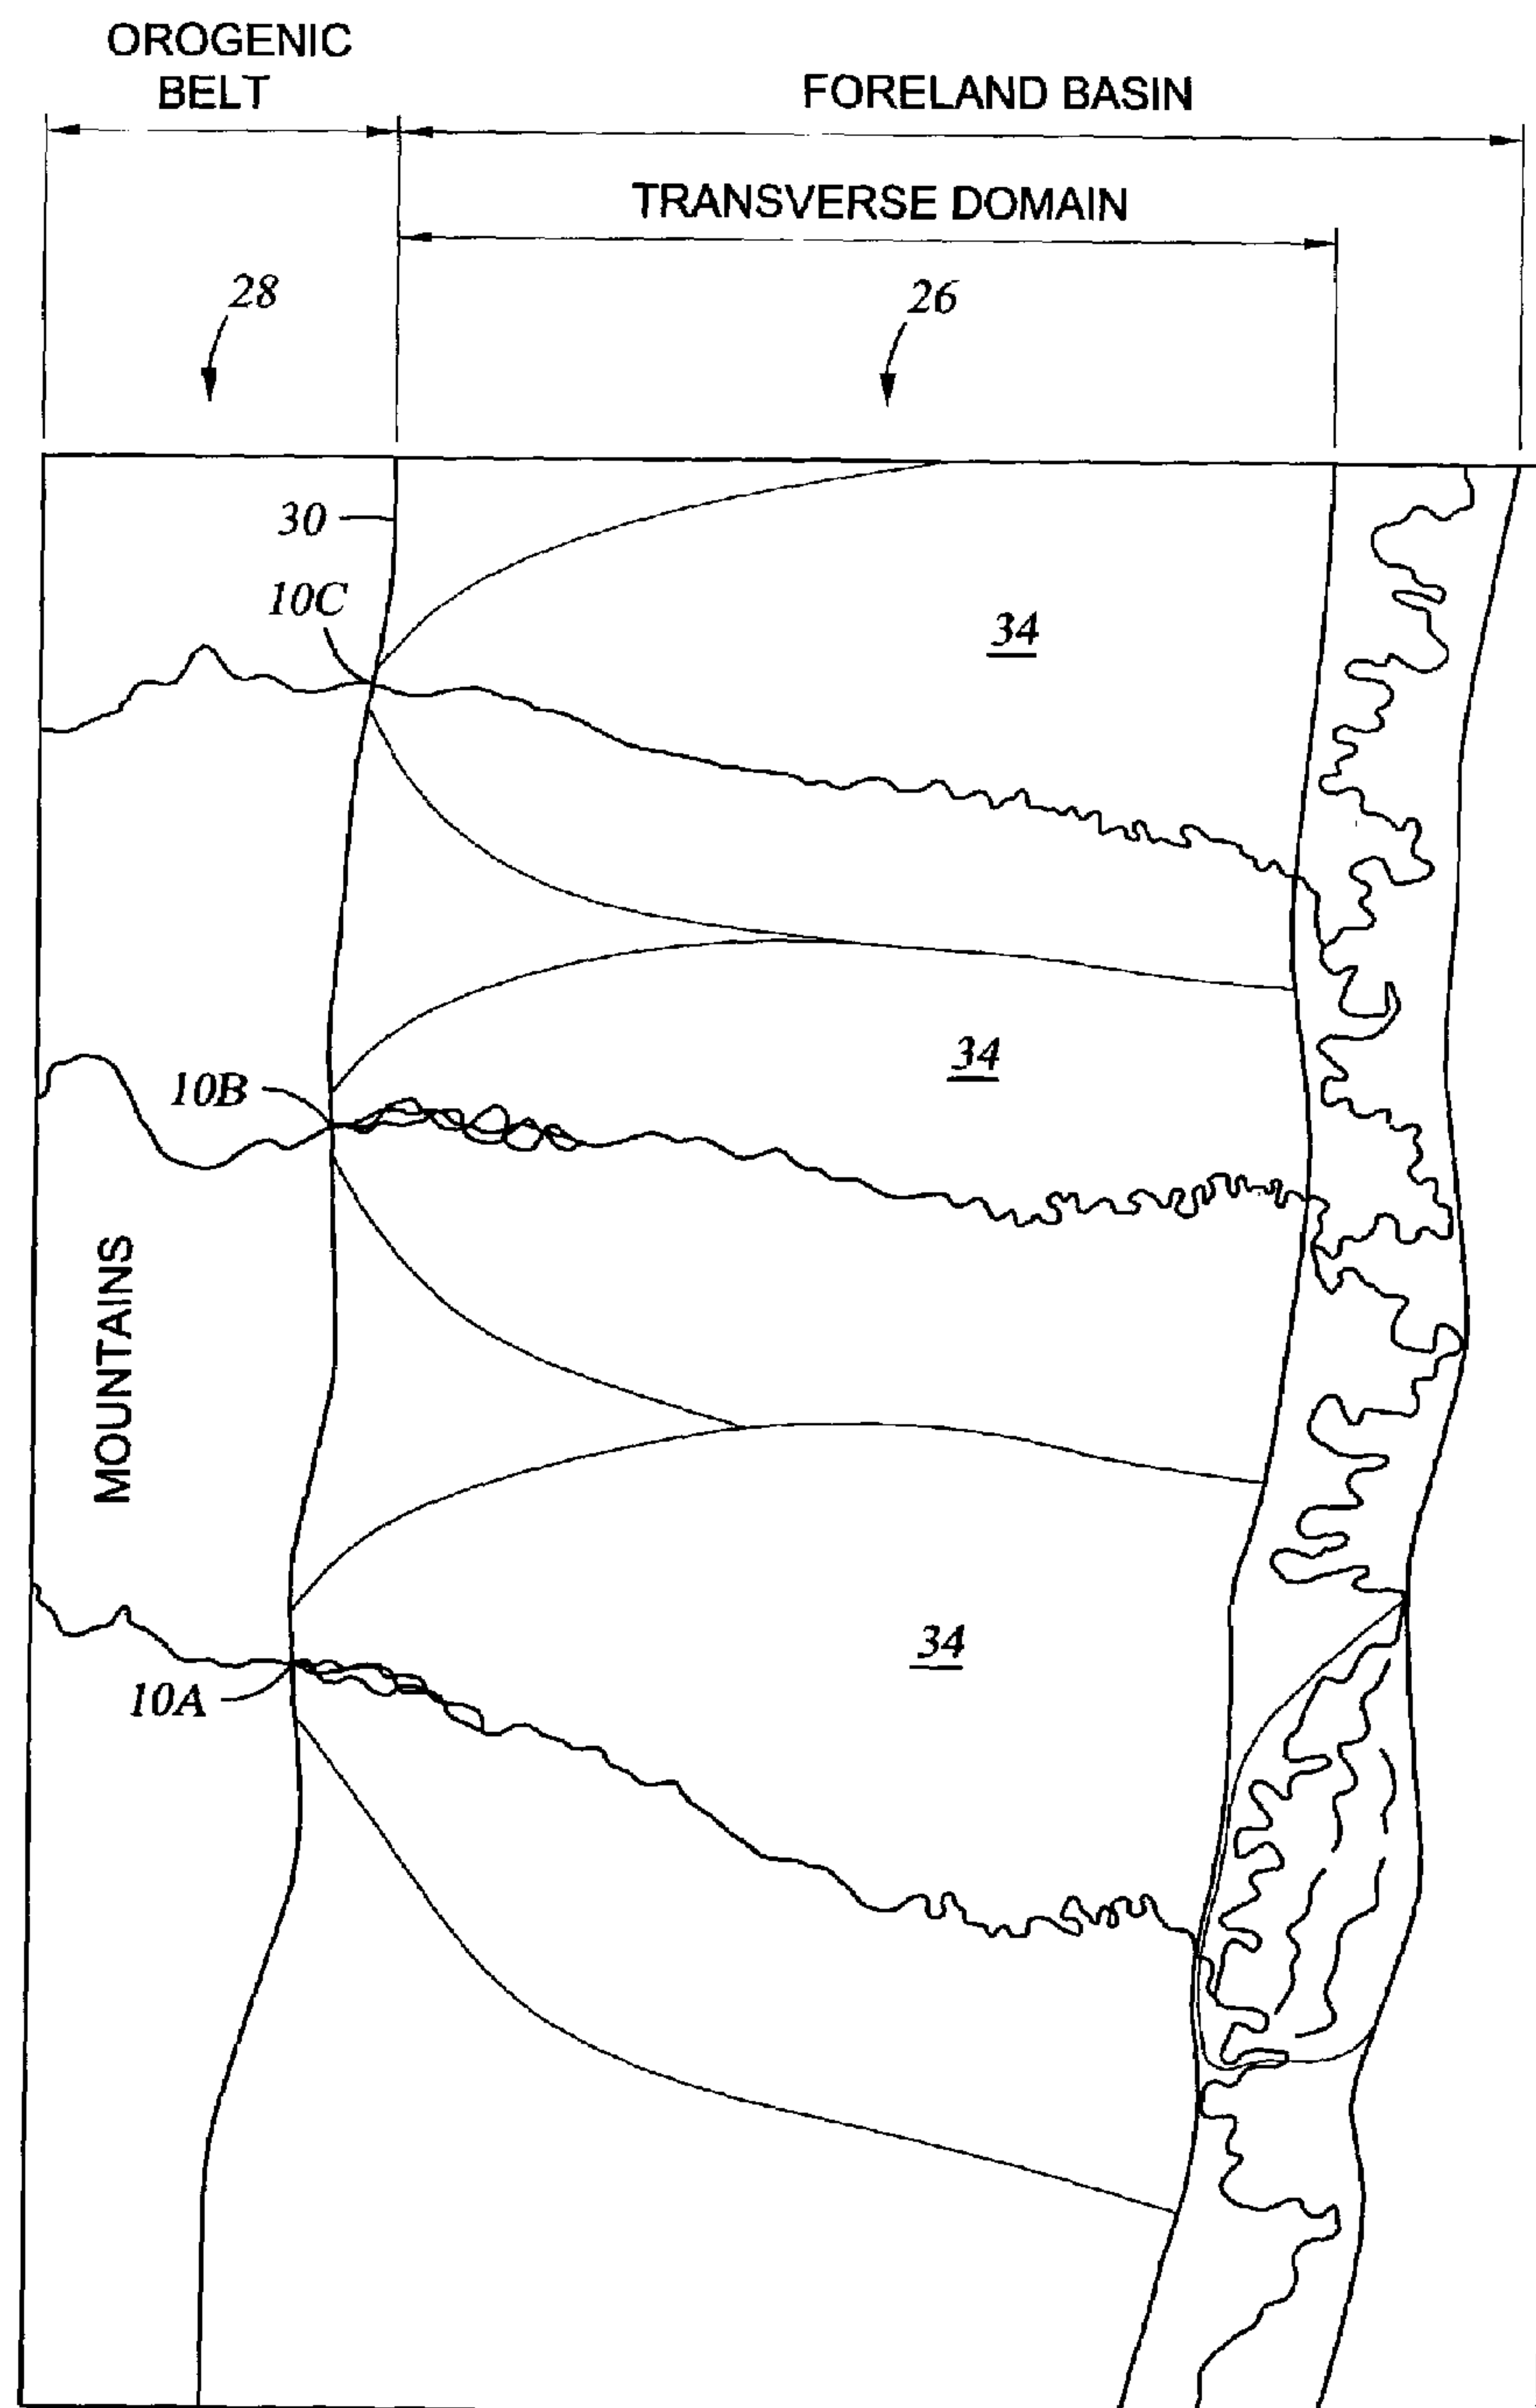 OROGENIC
BELT
FORELAND BASIN
TRANSVERSE DOMAIN
28
26
30
10C
34
34
10B
MOUNTAINS
34
10A